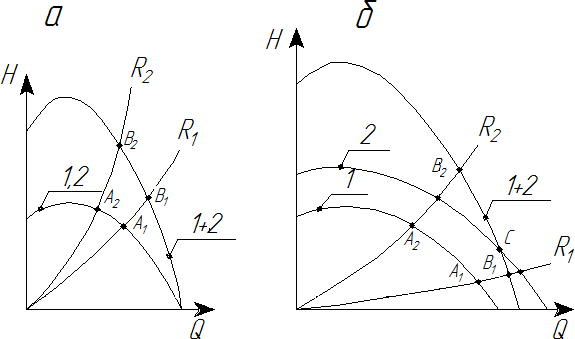 а
б
H
R₂
R₁
B₂
1,2
A₂
A₁
B₁
1+2
Q
H
R₂
2
B₂
1
1+2
A₂
C
A₁
B₁
R₁
Q